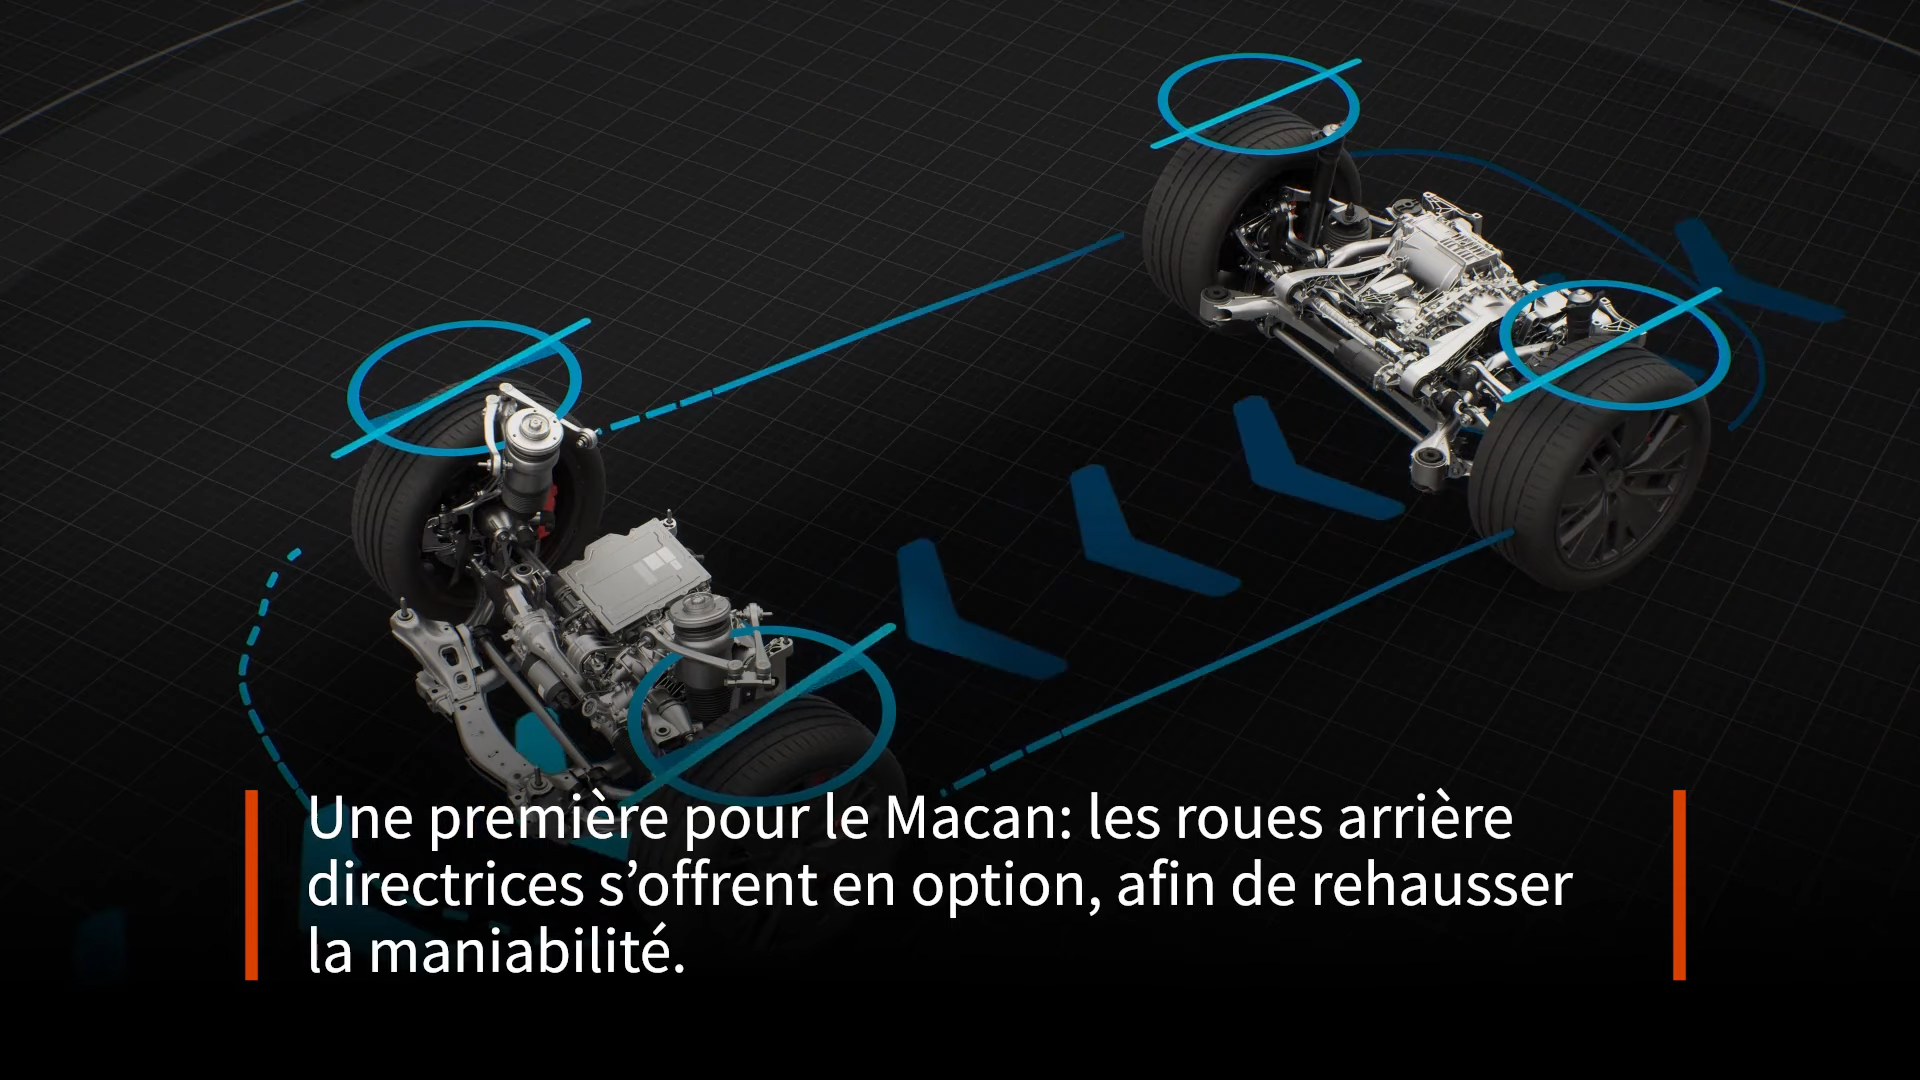 Une première pour le Macan: les roues arrière
directrices s’offrent en option, afin de rehausser
la maniabilité.